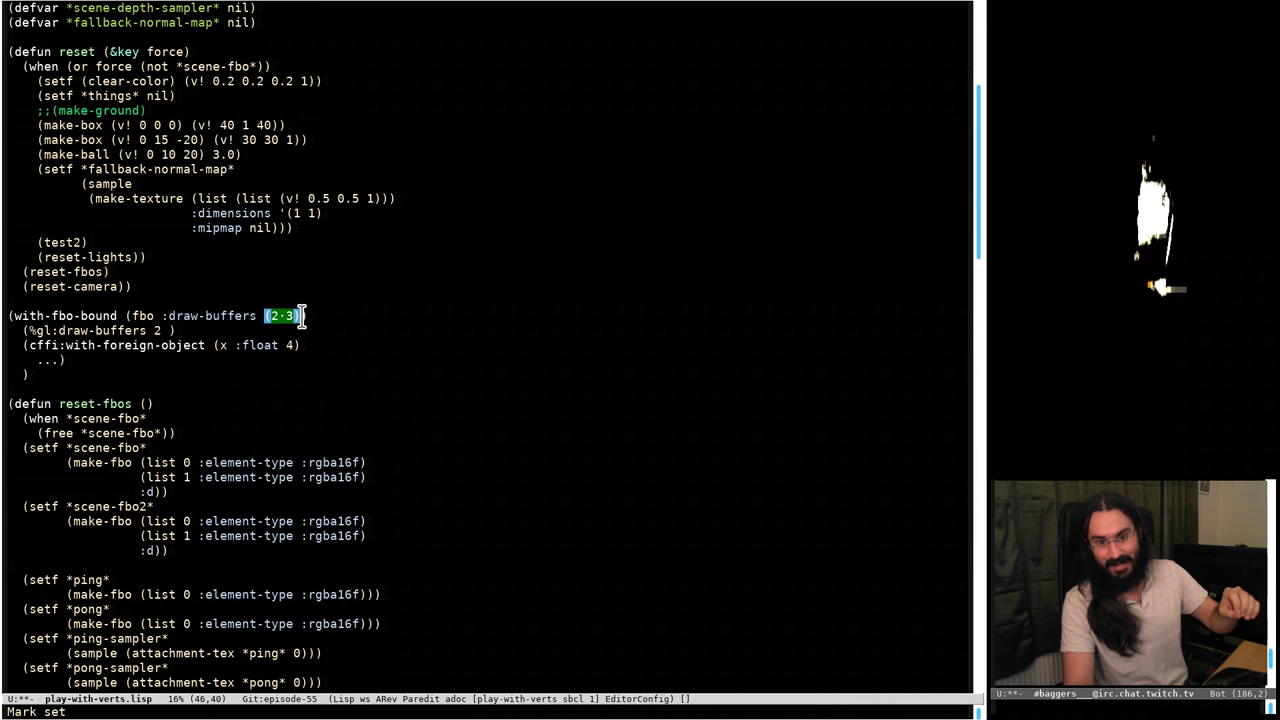 (defvar *scene-depth-sampler* nil)
(defvar *fallback-normal-map* nil)
(defun reset (&key force)
  (when (or force (not *scene-fbo*))
    (setf (clear-color) (v! 0.2 0.2 0.2 1))
    (setf *things* nil)
    ;;(make-ground)
    (make-box (v! 0 0 0) (v! 40 1 40))
    (make-box (v! 0 15 -20) (v! 30 30 1))
    (make-ball (v! 0 10 20) 3.0)
    (setf *fallback-normal-map*
          (sample
           (make-texture (list (list (v! 0.5 0.5 1)))
                         :dimensions '(1 1)
                         :mipmap nil)))
    (test2)
    (reset-lights))
  (reset-fbos)
  (reset-camera))
(with-fbo-bound (fbo :draw-buffers (2·3))
  (%gl:draw-buffers 2 )
  (cffi:with-foreign-object (x :float 4)
    ...)
  )
(defun reset-fbos ()
  (when *scene-fbo*
    (free *scene-fbo*))
  (setf *scene-fbo*
        (make-fbo (list 0 :element-type :rgba16f)
                  (list 1 :element-type :rgba16f)
                  :d))
  (setf *scene-fbo2*
        (make-fbo (list 0 :element-type :rgba16f)
                  (list 1 :element-type :rgba16f)
                  :d))
  (setf *ping*
        (make-fbo (list 0 :element-type :rgba16f)))
  (setf *pong*
        (make-fbo (list 0 :element-type :rgba16f)))
  (setf *ping-sampler*
        (sample (attachment-tex *ping* 0)))
  (setf *pong-sampler*
        (sample (attachment-tex *pong* 0)))
U:**-  play-with-verts.lisp   16% (46,40)   Git:episode-55  (Lisp ws ARev Paredit adoc [play-with-verts sbcl 1] EditorConfig) []
U:**-  #baggers__@irc.chat.twitch.tv   Bot (186,2)
Mark set